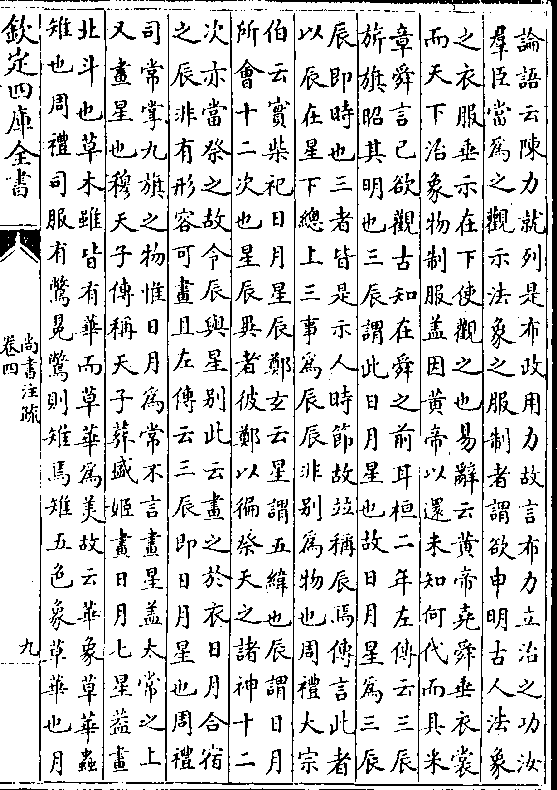 論語云陳力就列是布政用力故言布力立治之功汝
羣臣當為之觀示法象之服制者謂欲申明古人法象
之衣服垂示在下使觀之也易辭云黃帝堯舜垂衣裳
而天下治象物制服蓋因黃帝以還未知何代而具采
章舜言己欲觀古知在舜之前耳桓二年左傳云三辰
旂旗昭其明也三辰謂此日月星也故日月星為三辰
辰即時也三者皆是示人時節故並稱辰焉傳言此者
以辰在星下總上三事為辰辰非别為物也周禮大宗
伯云實柴祀日月星辰鄭玄云星謂五緯也辰謂日月
所會十二次也星辰異者彼鄭以徧祭天之諸神十二
次亦當祭之故令辰與星别此云畫之於衣日月合宿
之辰非有形容可畫且左傳云三辰即日月星也周禮
司常掌九旗之物惟日月為常不言畫星蓋太常之上
又畫星也穆天子傳稱天子葬盛姬畫日月七星蓋畫
北斗也草木雖皆有華而草華為美故云華象草華蟲
雉也周禮司服有鷩冕鷩則雉焉雉五色象草華也月
欽定四庫全書
尚書注疏
卷四
九